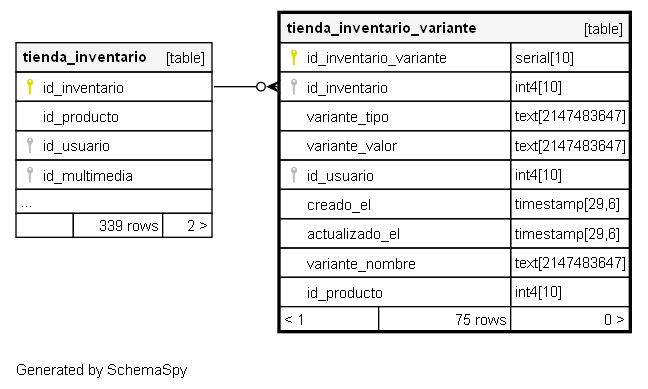 tienda_inventario [table]
id_inventario
id_producto
id_usuario
id_multimedia
...
339 rows 2 >
tienda_inventario_variante [table]
id_inventario_variante serial[10]
id_inventario int4[10]
variante_tipo text[2147483647]
variante_valor text[2147483647]
id_usuario int4[10]
creado_el timestamp[29,6]
actualizado_el timestamp[29,6]
variante_nombre text[2147483647]
id_producto int4[10]
< 1 75 rows 0 >
Generated by SchemaSpy